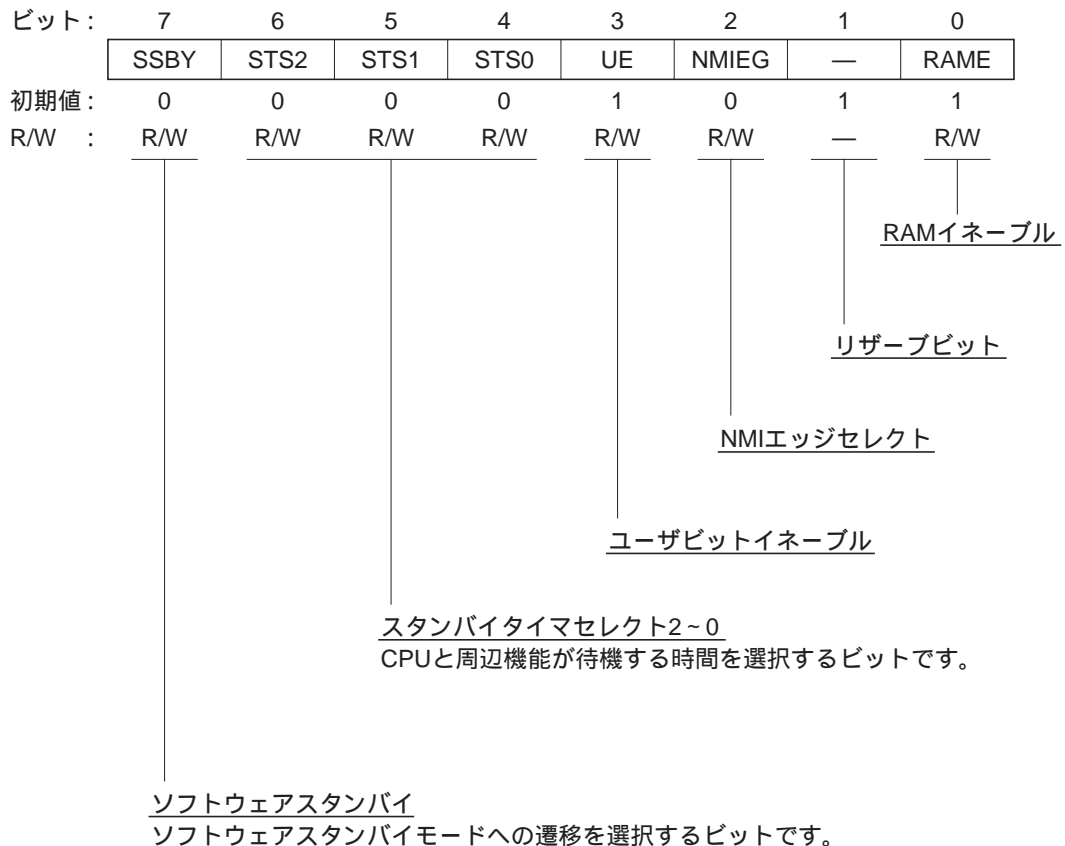 ビット: 7 6 5 4 3 2 1 0
SSBY STS2 STS1 STS0 UE NMIEG — RAME
初期値: 0 0 0 0 1 0 1 1
R/W : R/W R/W R/W R/W R/W R/W — R/W
RAMイネーブル
リザーブビット
NMIエッジセレクト
ユーザビットイネーブル
スタンバイタイマセレクト2~0
CPUと周辺機能が待機する時間を選択するビットです。
ソフトウェアスタンバイ
ソフトウェアスタンバイモードへの遷移を選択するビットです。